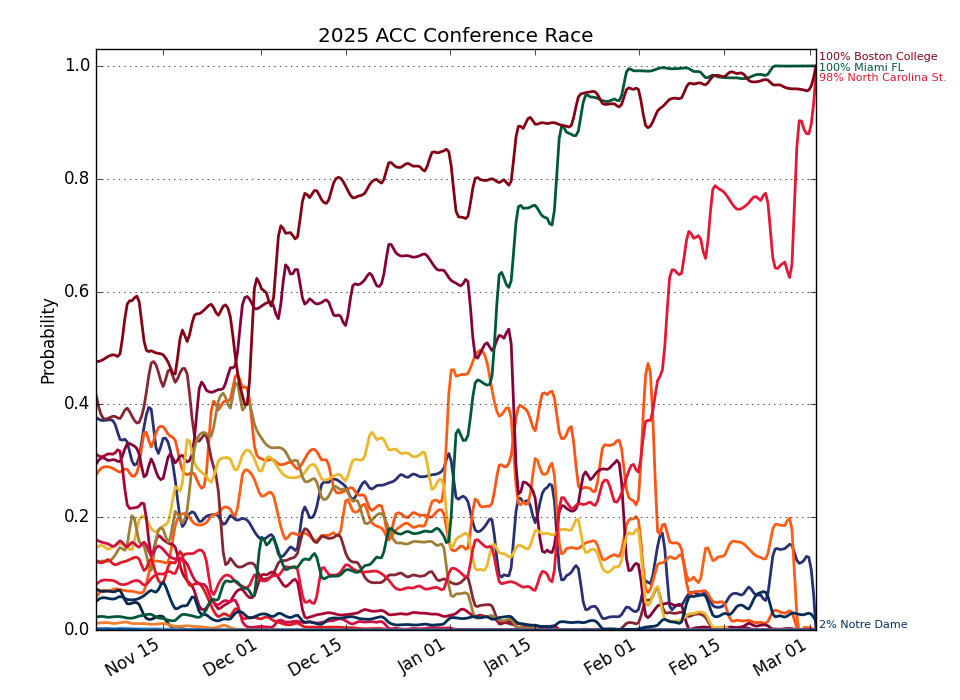 2025 ACC Conference Race
100% Boston College
100% Miami FL
98% North Carolina St.
1.0
0.8
0.6
0.4
0.2
0.0
Probability
2% Notre Dame
Nov 15
Dec 01
Dec 15
Jan 01
Jan 15
Feb 01
Feb 15
Mar 01